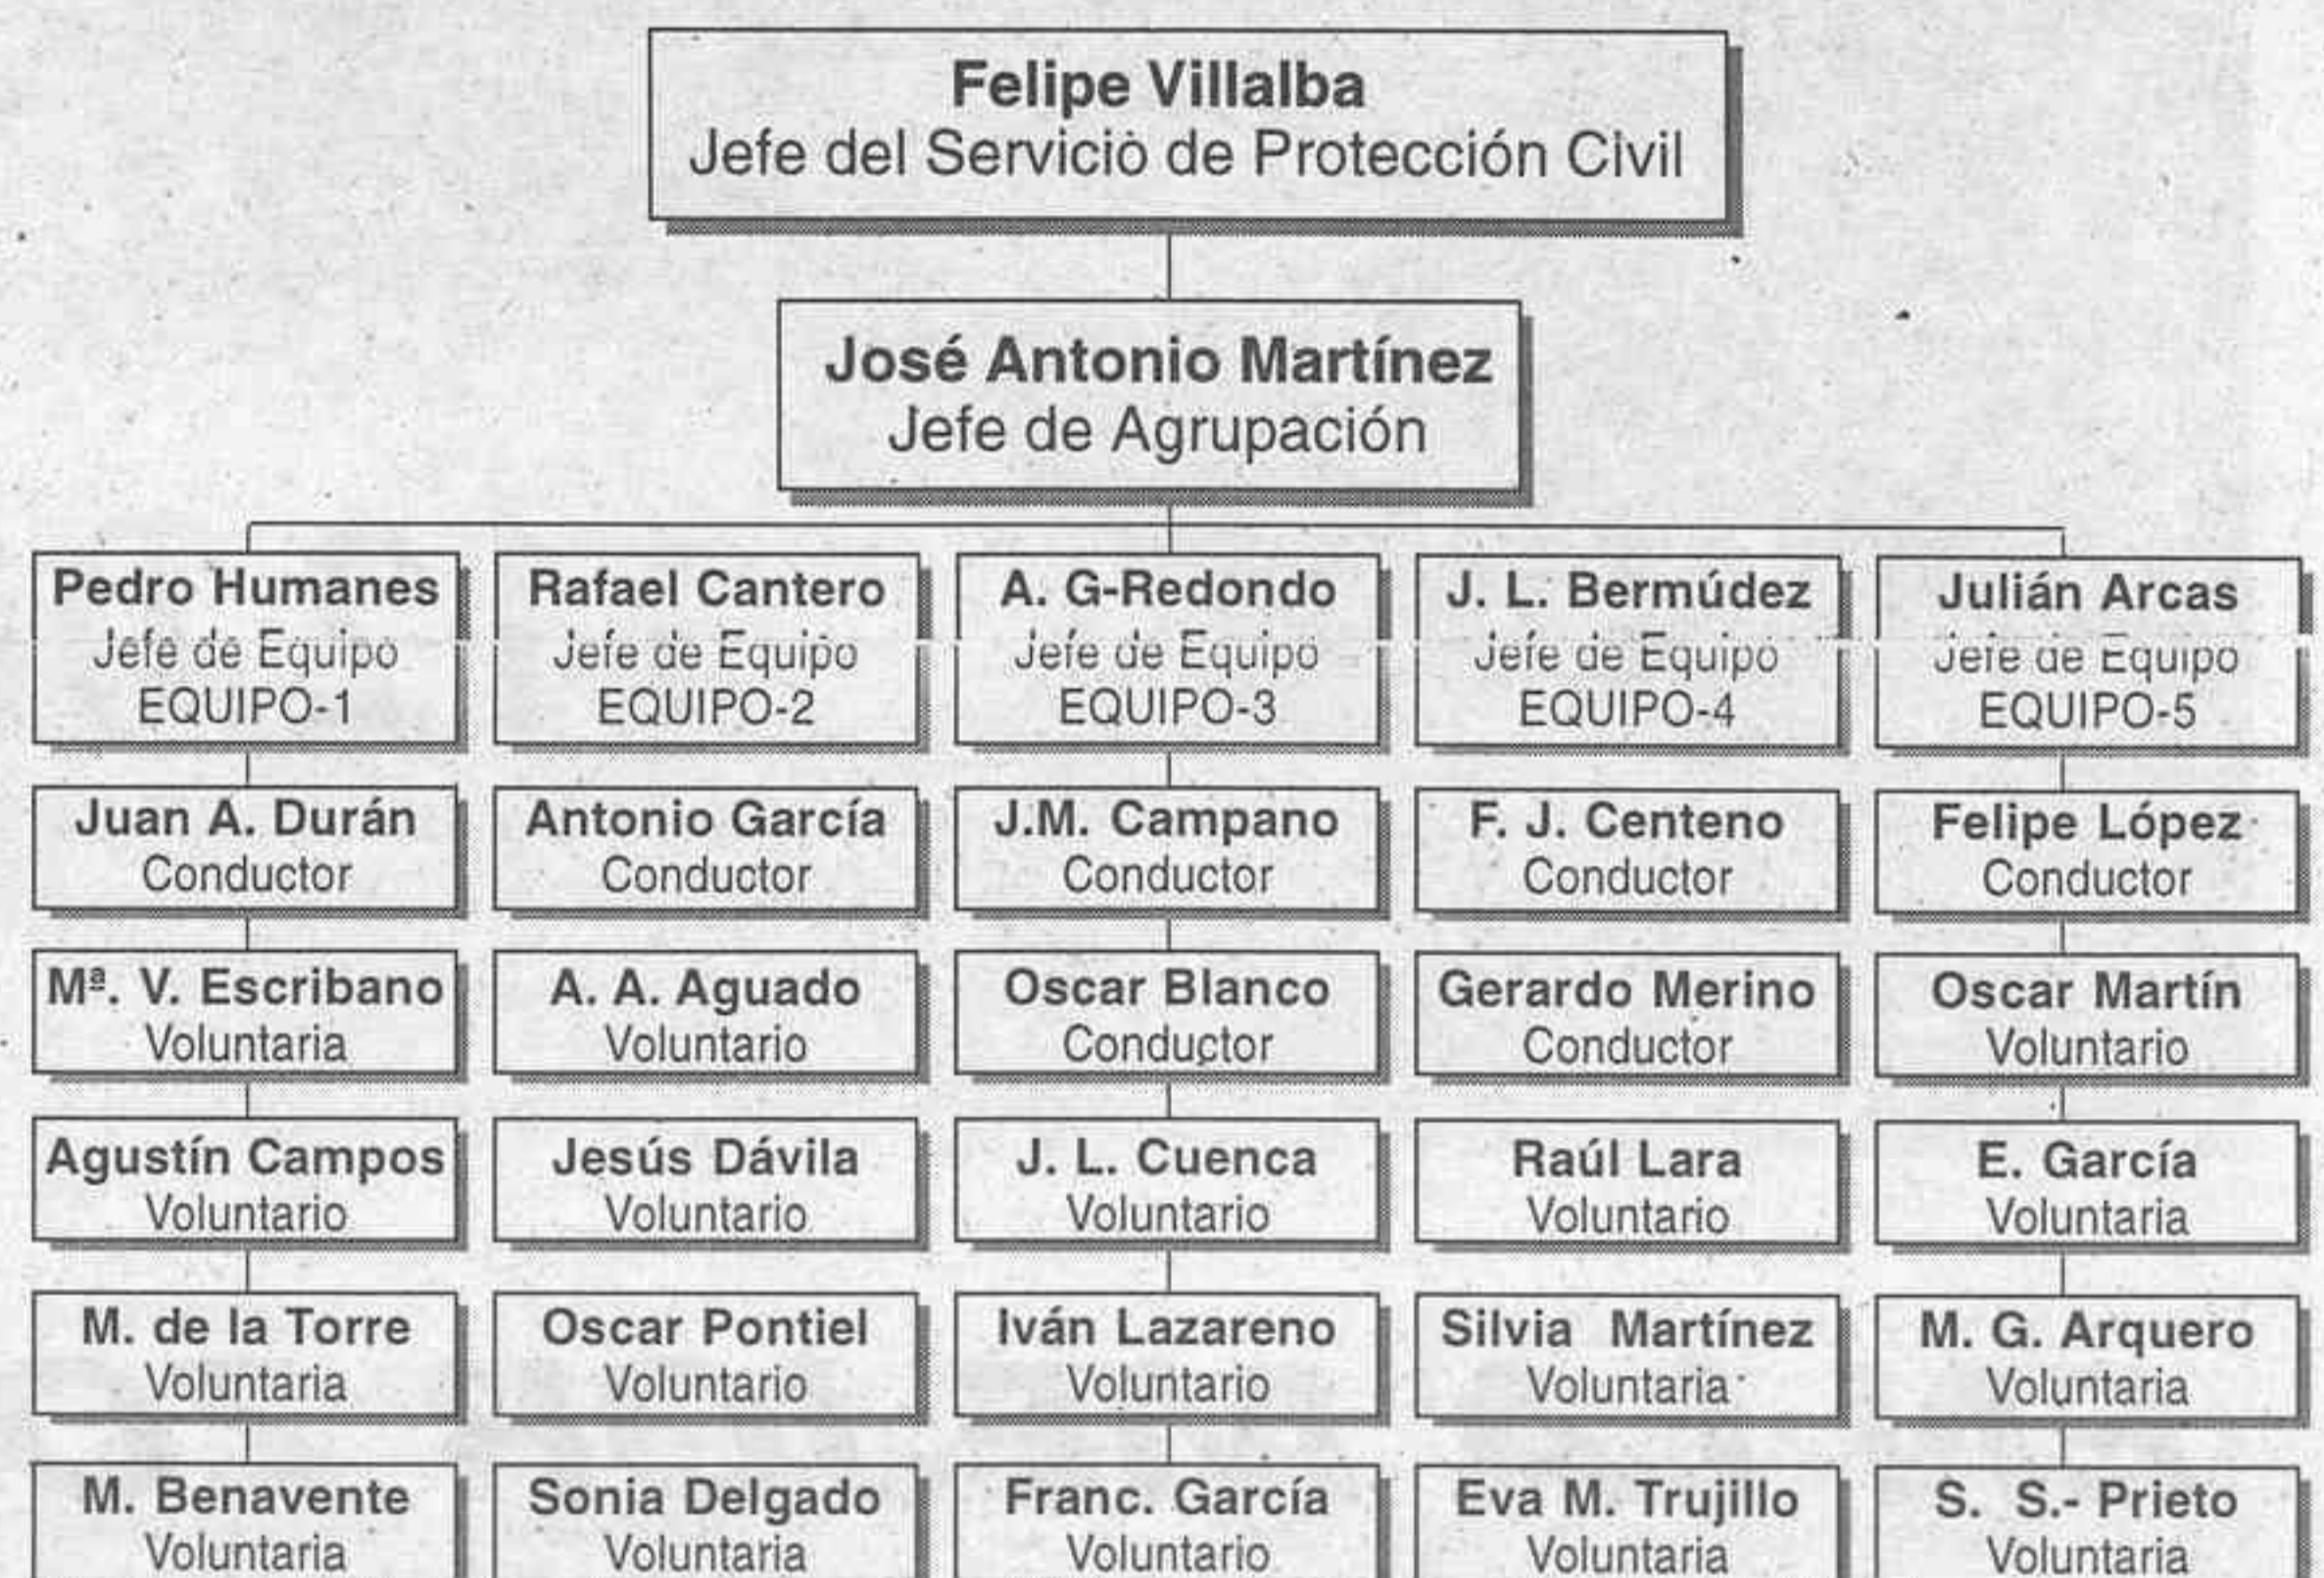 Felipe Villalba
Jefe del Servicio de Protección Civil
José Antonio Martínez
Jefe de Agrupación
Pedro Humanes
Jefe de Equipo
EQUIPO-1
Rafael Cantero
Jefe de Equipo
EQUIPO-2
A. G-Redondo
Jefe de Equipo
EQUIPO-3
J. L. Bermúdez
Jefe de Equipo
EQUIPO-4
Julián Arcas
Jefe de Equipo
EQUIPO-5
Juan A. Durán
Conductor
Antonio García
Conductor
J.M. Campano
Conductor
F. J. Centeno
Conductor
Felipe López
Conductor
Mª. V. Escribano
Voluntaria
A. A. Aguado
Voluntario
Oscar Blanco
Conductor
Gerardo Merino
Conductor
Oscar Martín
Voluntario
Agustín Campos
Voluntario
Jesús Dávila
Voluntario
J. L. Cuenca
Voluntario
Raúl Lara
Voluntario
E. García
Voluntaria
M. de la Torre
Voluntaria
Oscar Pontiel
Voluntario
Iván Lazareno
Voluntario
Silvia Martínez
Voluntaria
M. G. Arquero
Voluntaria
M. Benavente
Voluntaria
Sonia Delgado
Voluntaria
Franc. García
Voluntario
Eva M. Trujillo
Voluntaria
S. S.- Prieto
Voluntaria